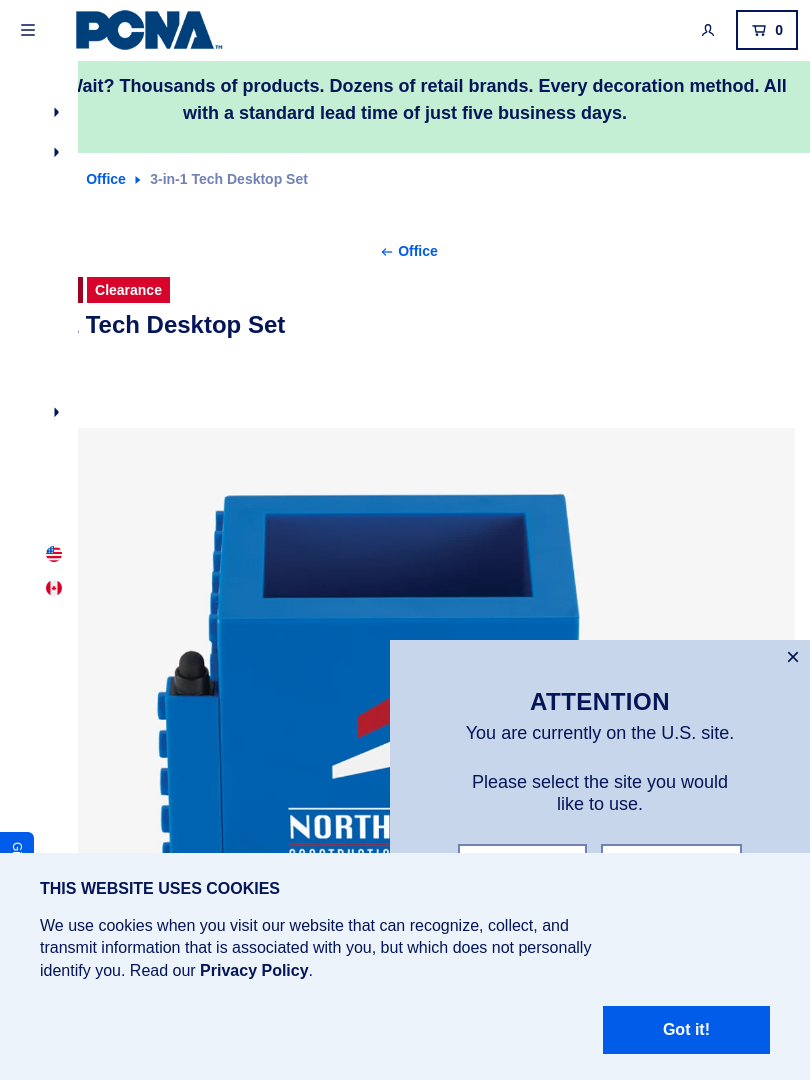 PCNA™
0
Wait? Thousands of products. Dozens of retail brands. Every decoration method. All
with a standard lead time of just five business days.
Office 3-in-1 Tech Desktop Set
Office
Clearance
Tech Desktop Set
NORTH
ATTENTION
You are currently on the U.S. site.
Please select the site you would
like to use.
THIS WEBSITE USES COOKIES
We use cookies when you visit our website that can recognize, collect, and
transmit information that is associated with you, but which does not personally
identify you. Read our Privacy Policy.
Got it!